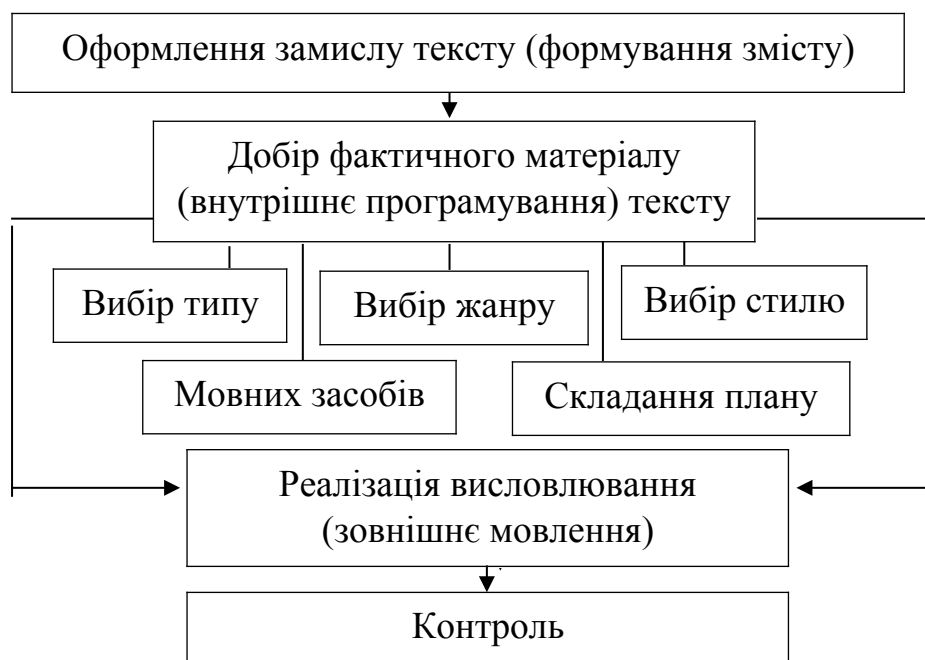 Оформлення замислу тексту (формування змісту)
Добір фактичного матеріалу
(внутрішнє програмування) тексту
Вибір типу
Вибір жанру
Вибір стилю
Мовних засобів
Складання плану
Реалізація висловлювання
(зовнішнє мовлення)
Контроль